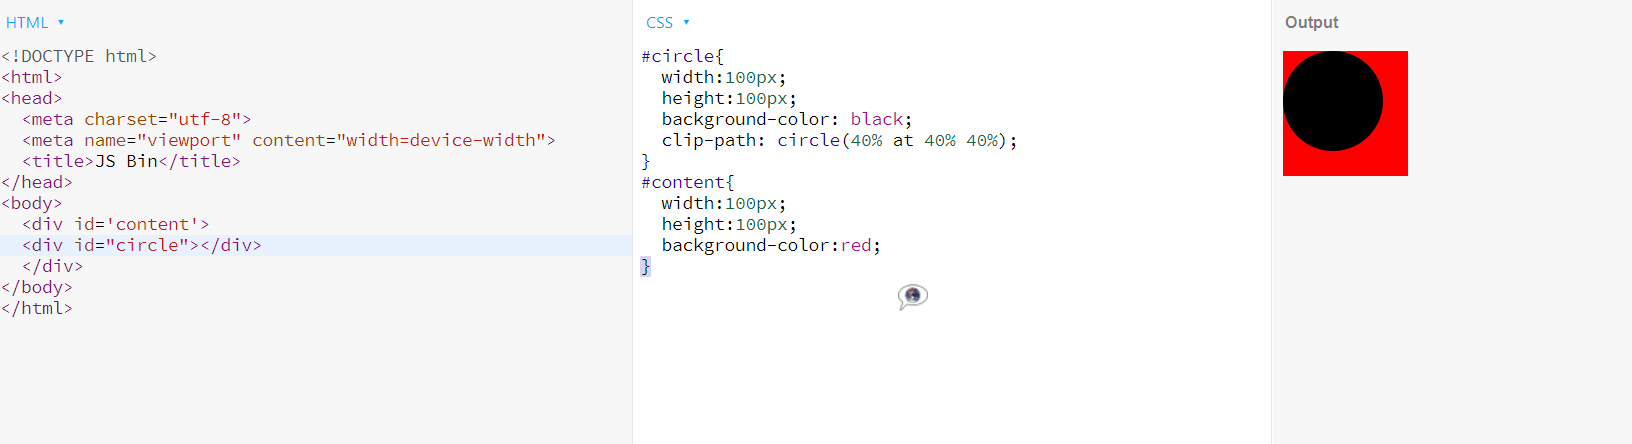 HTML ▾
<!DOCTYPE html>
<html>
<head>
  <meta charset="utf-8">
  <meta name="viewport" content="width=device-width">
  <title>JS Bin</title>
</head>
<body>
  <div id='content'>
  <div id="circle"></div>
  </div>
</body>
</html>
CSS ▾
#circle{
  width:100px;
  height:100px;
  background-color: black;
  clip-path: circle(40% at 40% 40%);
}
#content{
  width:100px;
  height:100px;
  background-color:red;
}
Output